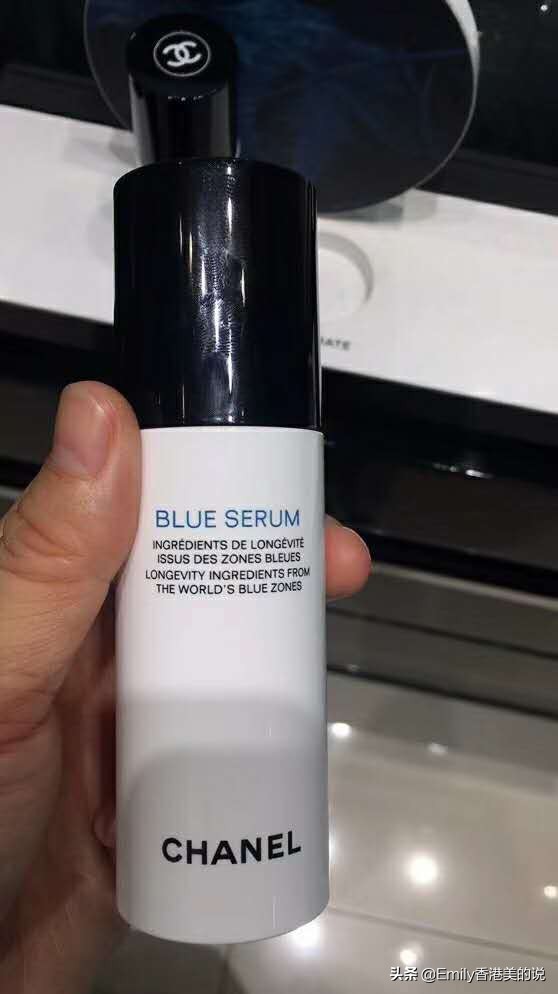 BLUE SERUM
INGRÉDIENTS DE LONGÉVITÉ
ISSUS DES ZONES BLEUES
LONGEVITY INGREDIENTS FROM
THE WORLD'S BLUE ZONES
CHANEL
头条 @Emily香港美的说